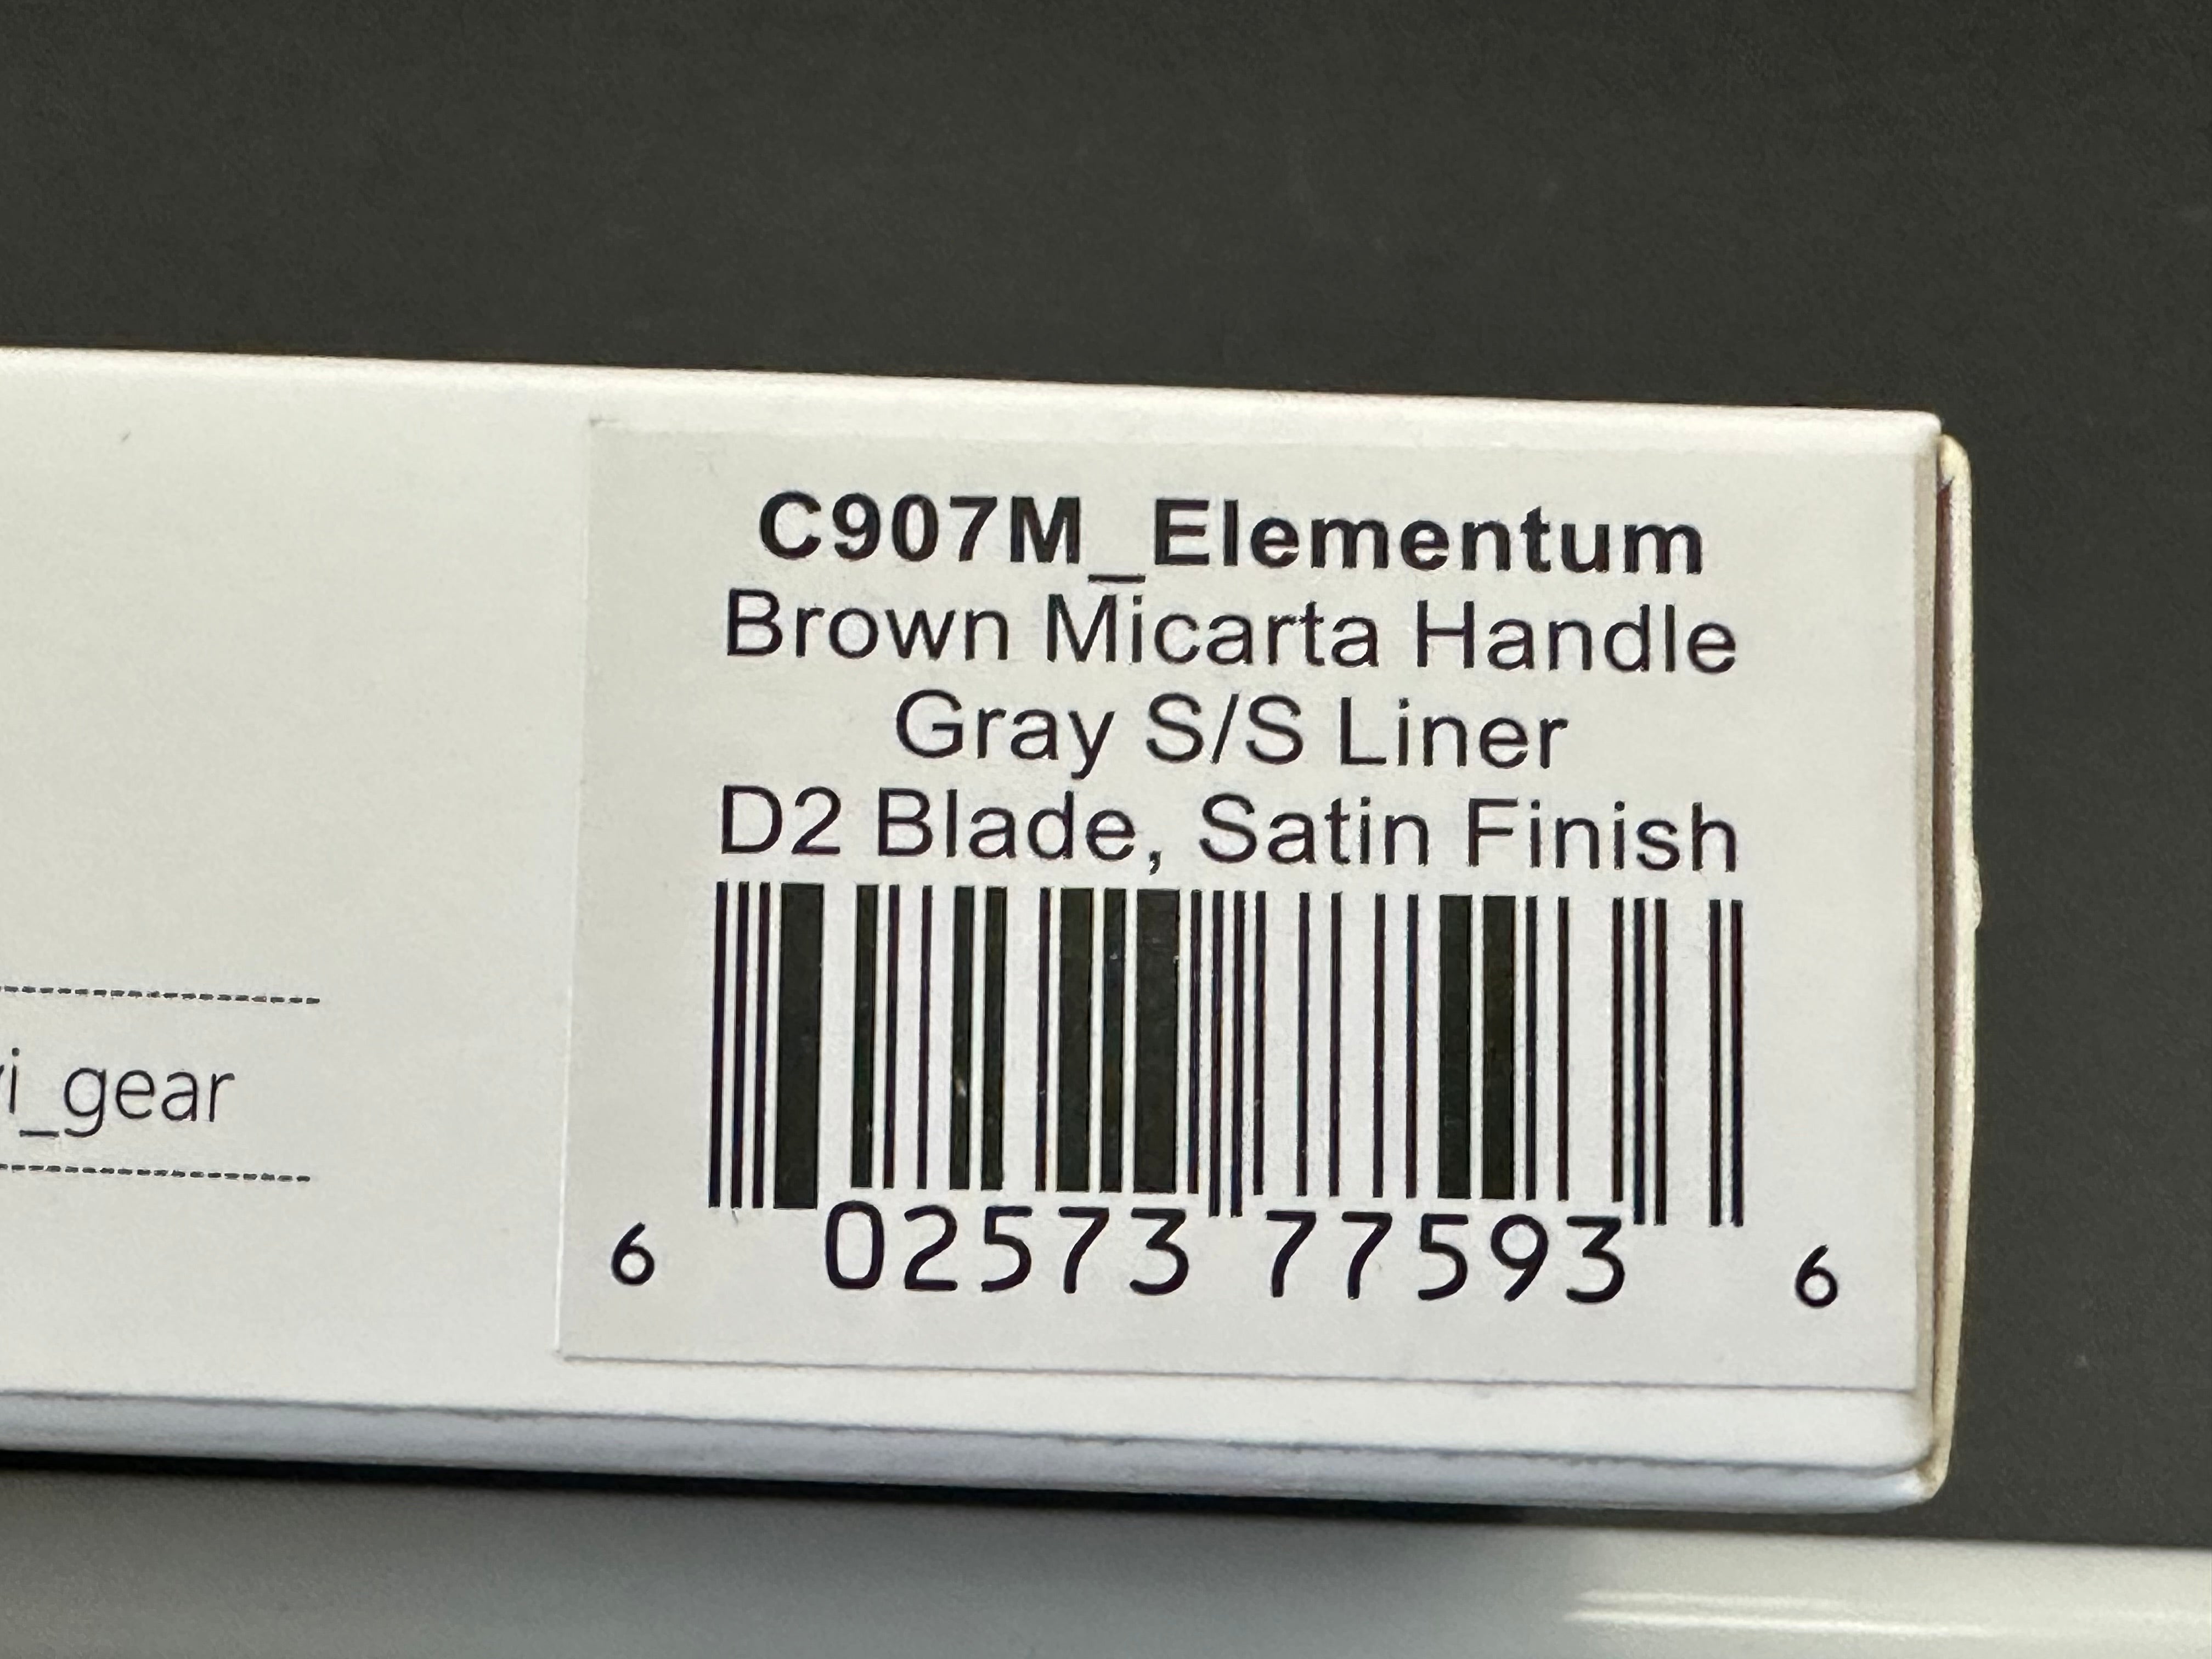 C907M_Elementum
Brown Micarta Handle
Gray S/S Liner
D2 Blade, Satin Finish
6 02573 77593 6
i_gear